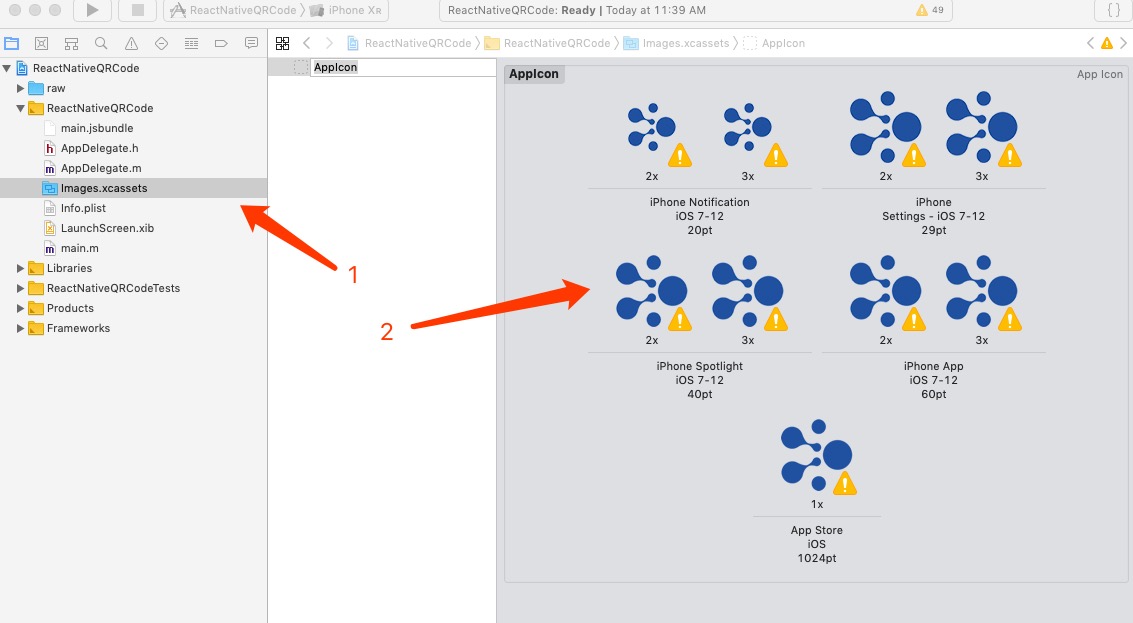 ReactNativeQRCode
iPhone XR
ReactNativeQRCode: Ready | Today at 11:39 AM
49
{ }
ReactNativeQRCode
ReactNativeQRCode
Images.xcassets
AppIcon
ReactNativeQRCode
raw
ReactNativeQRCode
main.jsbundle
h AppDelegate.h
m AppDelegate.m
Images.xcassets
Info.plist
LaunchScreen.xib
m main.m
Libraries
ReactNativeQRCodeTests
Products
Frameworks
1
2
AppIcon
AppIcon
App Icon
2x
3x
iPhone Notification
iOS 7-12
20pt
2x
3x
iPhone
Settings - iOS 7-12
29pt
2x
3x
iPhone Spotlight
iOS 7-12
40pt
2x
3x
iPhone App
iOS 7-12
60pt
1x
App Store
iOS
1024pt